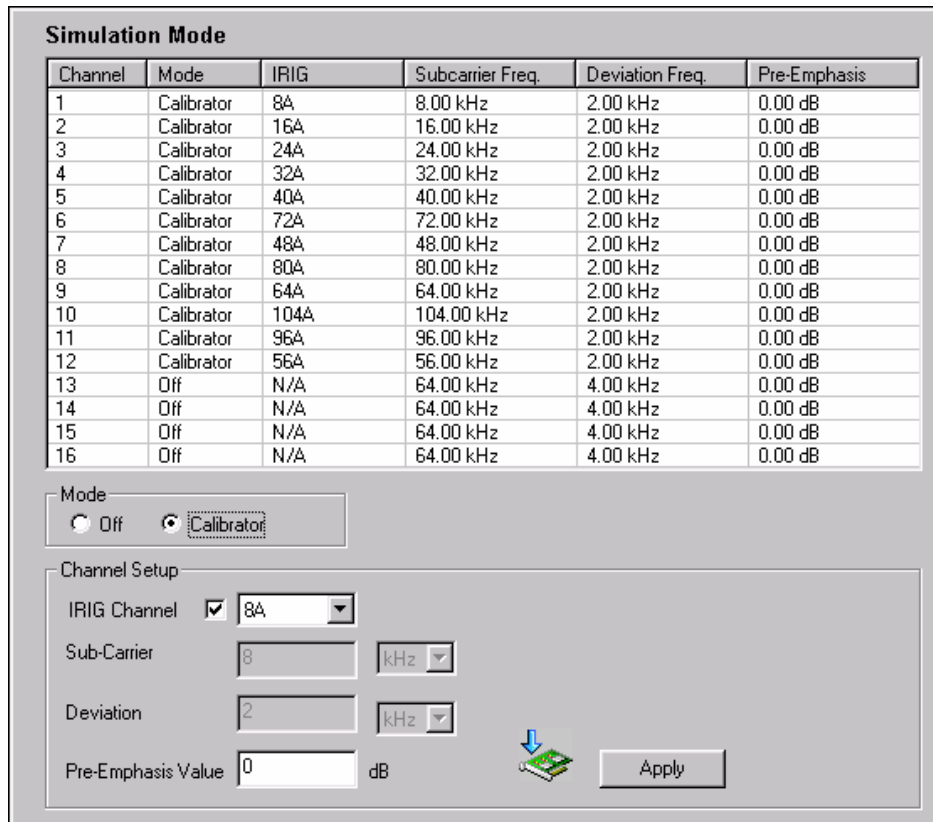 Simulation Mode
Channel Mode IRIG Subcarrier Freq. Deviation Freq. Pre-Emphasis
1 Calibrator 8A 8.00 kHz 2.00 kHz 0.00 dB
2 Calibrator 16A 16.00 kHz 2.00 kHz 0.00 dB
3 Calibrator 24A 24.00 kHz 2.00 kHz 0.00 dB
4 Calibrator 32A 32.00 kHz 2.00 kHz 0.00 dB
5 Calibrator 40A 40.00 kHz 2.00 kHz 0.00 dB
6 Calibrator 72A 72.00 kHz 2.00 kHz 0.00 dB
7 Calibrator 48A 48.00 kHz 2.00 kHz 0.00 dB
8 Calibrator 80A 80.00 kHz 2.00 kHz 0.00 dB
9 Calibrator 64A 64.00 kHz 2.00 kHz 0.00 dB
10 Calibrator 104A 104.00 kHz 2.00 kHz 0.00 dB
11 Calibrator 96A 96.00 kHz 2.00 kHz 0.00 dB
12 Calibrator 56A 56.00 kHz 2.00 kHz 0.00 dB
13 Off N/A 64.00 kHz 4.00 kHz 0.00 dB
14 Off N/A 64.00 kHz 4.00 kHz 0.00 dB
15 Off N/A 64.00 kHz 4.00 kHz 0.00 dB
16 Off N/A 64.00 kHz 4.00 kHz 0.00 dB
Mode
Off Calibrator
Channel Setup
IRIG Channel 8A
Sub-Carrier 8 kHz
Deviation 2 kHz
Pre-Emphasis Value 0 dB Apply